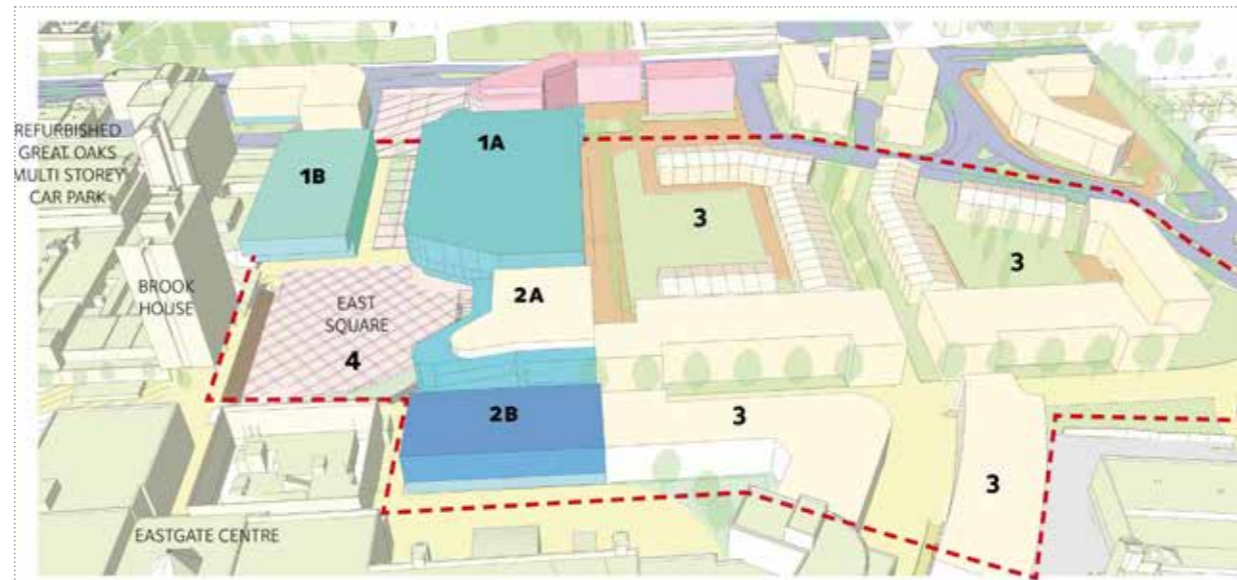 REFURBISHED
GREAT OAKS
MULTI STOREY
CAR PARK
1B
1A
3
3
BROOK
HOUSE
EAST
SQUARE
4
2A
2B
3
3
EASTGATE CENTRE